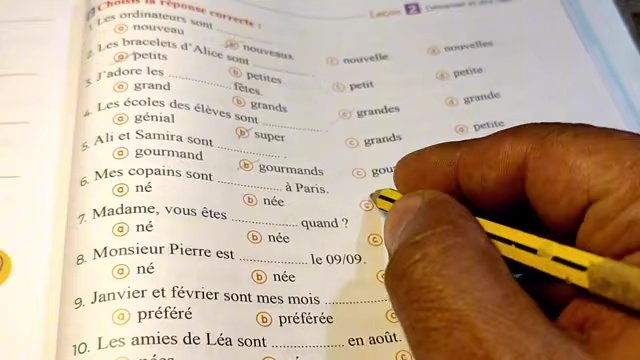 Choisis la réponse correcte :
Leçon 2
1. Les ordinateurs sont
a nouveau b nouveaux c nouvelle d nouvelles
2. Les bracelets d'Alice sont
a petits b petites c petit d petite
3. J'adore les ............ fêtes.
a grand b grands c grandes d grande
4. Les écoles des élèves sont
a génial b super c grands d petite
5. Ali et Samira sont
a gourmand b gourmands c
6. Mes copains sont ............ à Paris.
a né b née c
7. Madame, vous êtes ............ quand ?
a né b née c
8. Monsieur Pierre est ............ le 09/09.
a né b née
9. Janvier et février sont mes mois ............
a préféré b préférée
10. Les amies de Léa sont ............ en août.